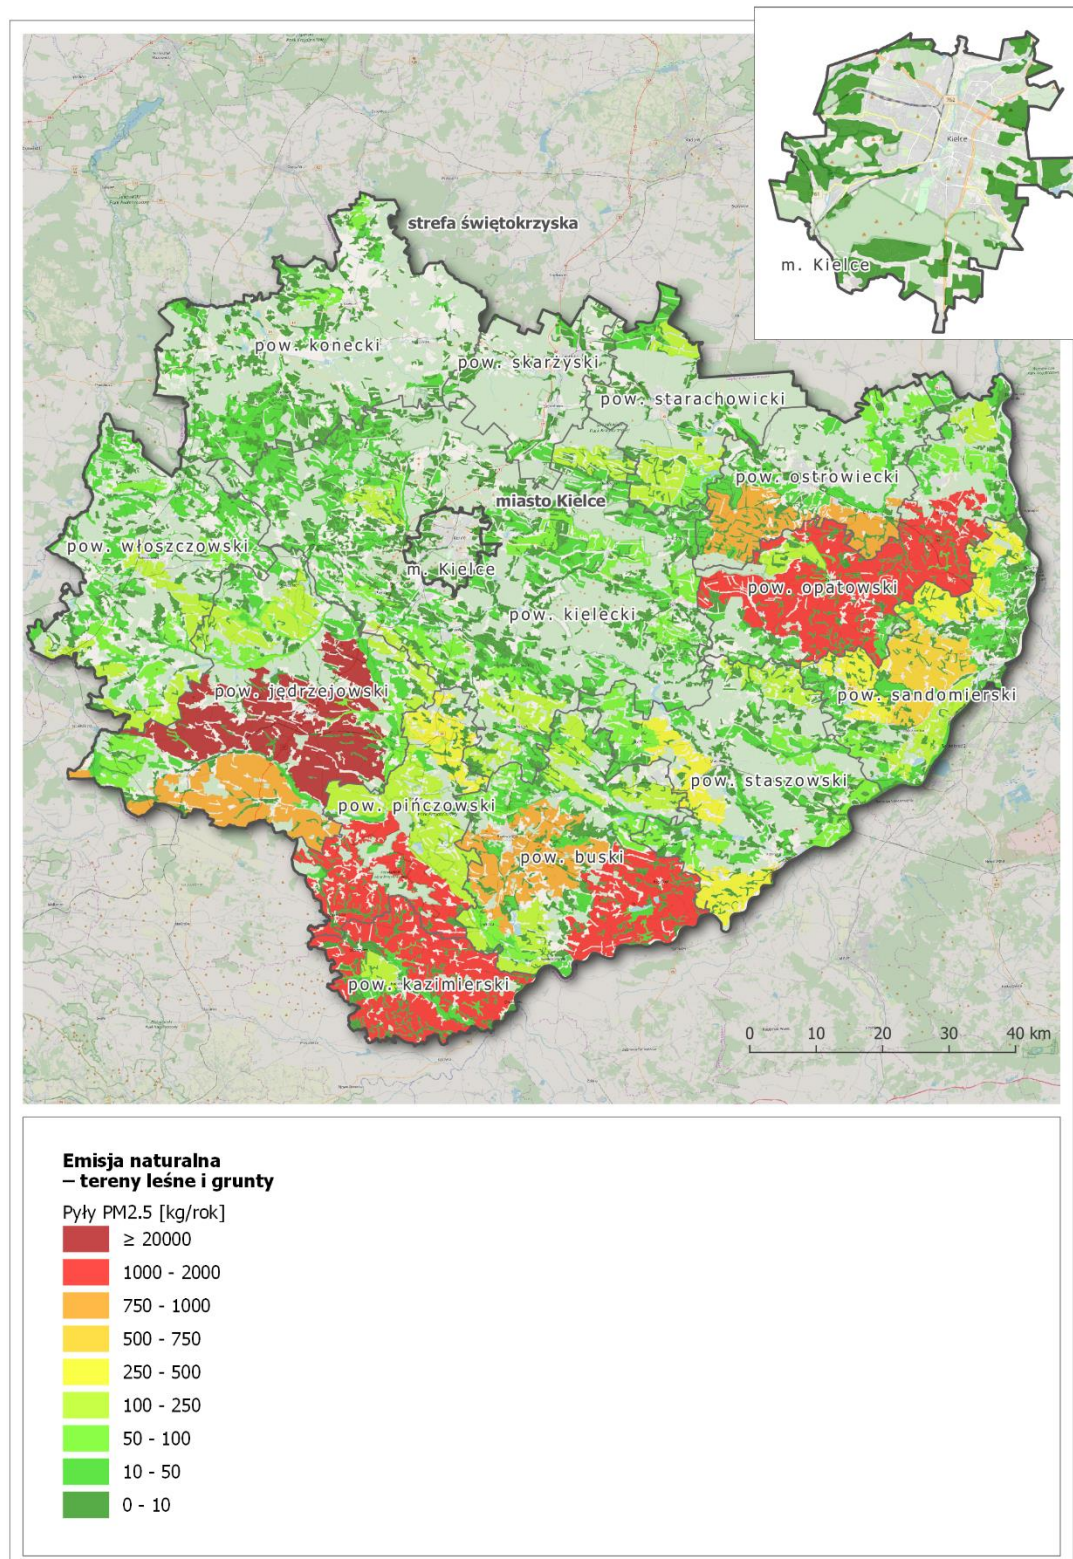 Kielce
m. Kielce
strefa świętokrzyska
pow. konecki
pow. skarżyski
pow. starachowicki
pow. ostrowiecki
miasto Kielce
pow. włoszczowski
m. Kielce
pow. opatowski
pow. kielecki
pow. jędrzejowski
pow. sandomierski
pow. staszowski
pow. pińczowski
pow. buski
pow. kazimierski
0 10 20 30 40 km
Emisja naturalna
– tereny leśne i grunty
Pyły PM2.5 [kg/rok]
≥ 20000
1000 - 2000
750 - 1000
500 - 750
250 - 500
100 - 250
50 - 100
10 - 50
0 - 10